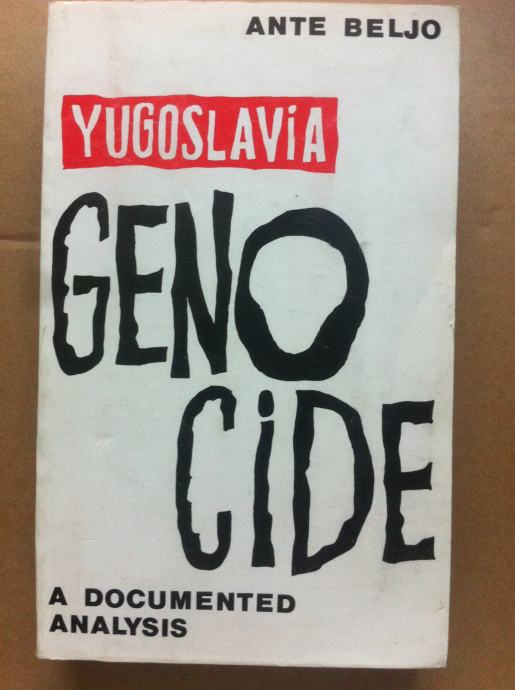 ANTE BELJO
YUGOSLAViA
GENO
CiDE
A DOCUMENTED
ANALYSIS